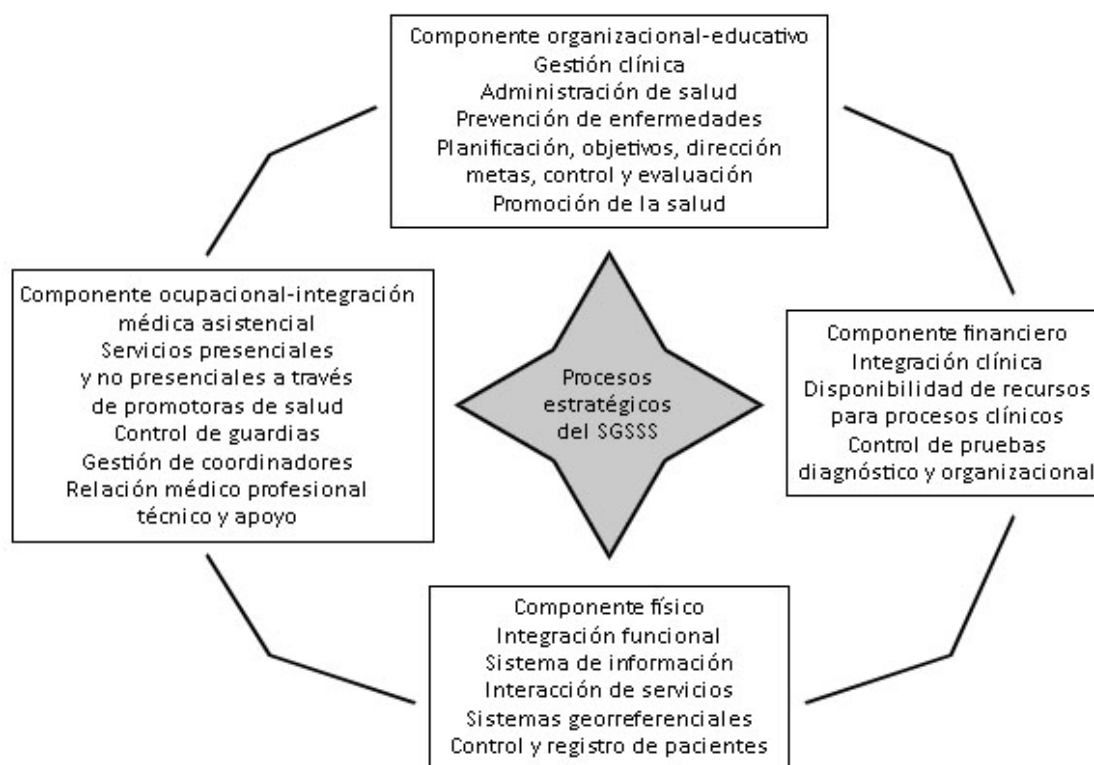 Componente organizacional-educativo
Gestión clínica
Administración de salud
Prevención de enfermedades
Planificación, objetivos, dirección
metas, control y evaluación
Promoción de la salud
Componente ocupacional-integración
médica asistencial
Servicios presenciales
y no presenciales a través
de promotoras de salud
Control de guardias
Gestión de coordinadores
Relación médico profesional
técnico y apoyo
Procesos
estratégicos
del SGSSS
Componente financiero
Integración clínica
Disponibilidad de recursos
para procesos clínicos
Control de pruebas
diagnóstico y organizacional
Componente físico
Integración funcional
Sistema de información
Interacción de servicios
Sistemas georreferenciales
Control y registro de pacientes